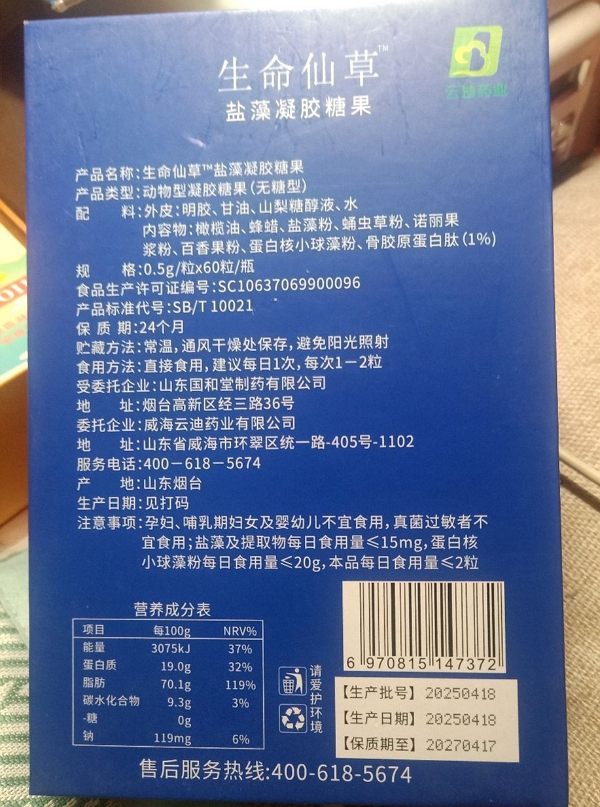 生命仙草™
云迪药业
盐藻凝胶糖果
产品名称:生命仙草™盐藻凝胶糖果
产品类型:动物型凝胶糖果(无糖型)
配 料:外皮:明胶、甘油、山梨糖醇液、水
内容物:橄榄油、蜂蜡、盐藻粉、蛹虫草粉、诺丽果
浆粉、百香果粉、蛋白核小球藻粉、骨胶原蛋白肽(1%)
规 格:0.5g/粒x60粒/瓶
食品生产许可证编号:SC10637069900096
产品标准代号:SB/T 10021
保 质 期:24个月
贮藏方法:常温,通风干燥处保存,避免阳光照射
食用方法:直接食用,建议每日1次,每次1－2粒
受委托企业:山东国和堂制药有限公司
地 址:烟台高新区经三路36号
委托企业:威海云迪药业有限公司
地 址:山东省威海市环翠区统一路-405号-1102
服务电话:400－618－5674
产 地:山东烟台
生产日期:见打码
注意事项:孕妇、哺乳期妇女及婴幼儿不宜食用,真菌过敏者不
宜食用;盐藻及提取物每日食用量≤15mg,蛋白核
小球藻粉每日食用量≤20g,本品每日食用量≤2粒
营养成分表
项目 每100g NRV%
能量 3075kJ 37%
蛋白质 19.0g 32%
脂肪 70.1g 119%
碳水化合物 9.3g 3%
-糖 0g
钠 119mg 6%
请爱护环境
6 970815 147372
【生产批号】 20250418
【生产日期】 20250418
【保质期至】 20270417
售后服务热线:400-618-5674